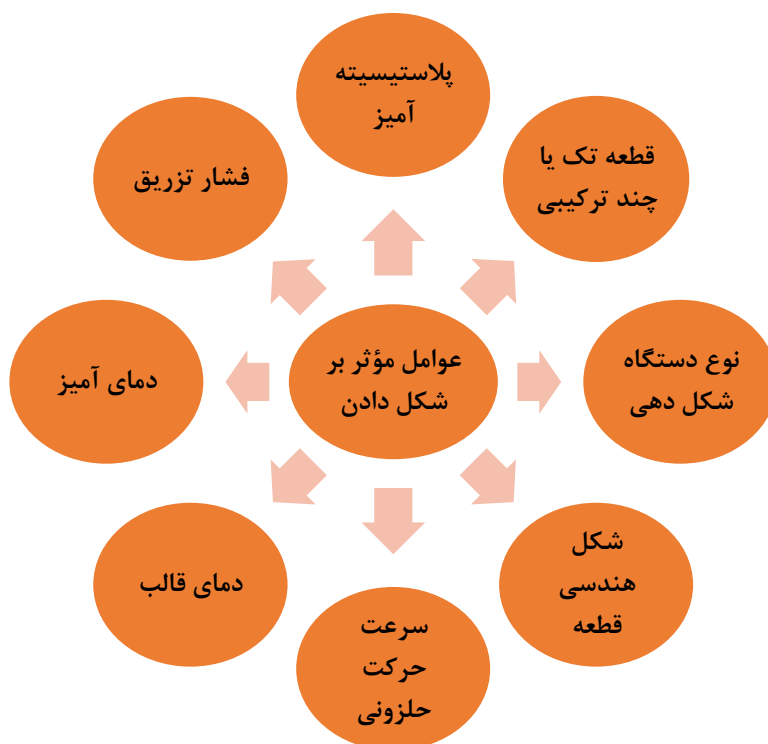 پلاستیسیته
آمیز
قطعه تک یا
چند ترکیبی
فشار تزریق
نوع دستگاه
شکل دهی
عوامل مؤثر بر
شکل دادن
دمای آمیز
شکل
هندسی
قطعه
دمای قالب
سرعت
حرکت
حلزونی